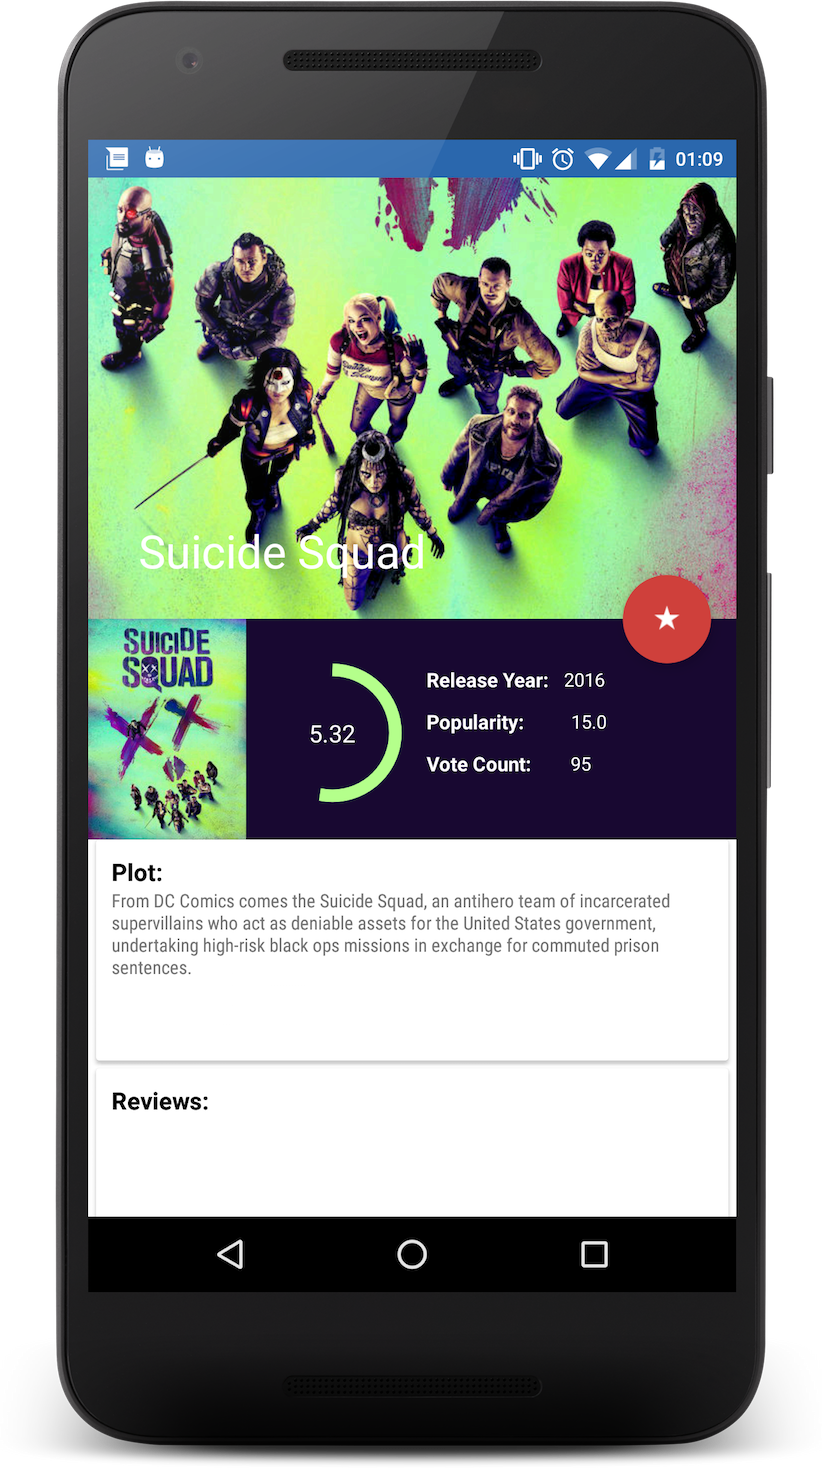 01:09
Suicide Squad
SUICIDE
SQUAD
5.32
Release Year: 2016
Popularity: 15.0
Vote Count: 95
Plot:
From DC Comics comes the Suicide Squad, an antihero team of incarcerated
supervillains who act as deniable assets for the United States government,
undertaking high-risk black ops missions in exchange for commuted prison
sentences.
Reviews: